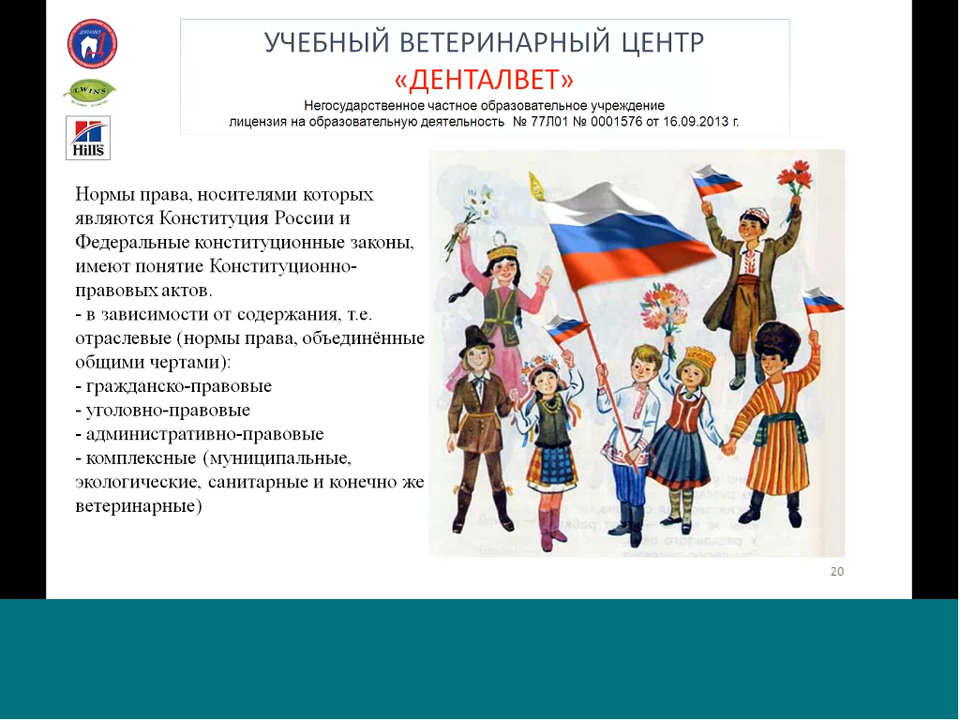 ДЕНТАЛВЕТ
TWINS
Hill's
УЧЕБНЫЙ ВЕТЕРИНАРНЫЙ ЦЕНТР
«ДЕНТАЛВЕТ»
Негосударственное частное образовательное учреждение
лицензия на образовательную деятельность № 77Л01 № 0001576 от 16.09.2013 г.
Нормы права, носителями которых
являются Конституция России и
Федеральные конституционные законы,
имеют понятие Конституционно-
правовых актов.
- в зависимости от содержания, т.е.
отраслевые (нормы права, объединённые
общими чертами):
- гражданско-правовые
- уголовно-правовые
- административно-правовые
- комплексные (муниципальные,
экологические, санитарные и конечно же
ветеринарные)
20